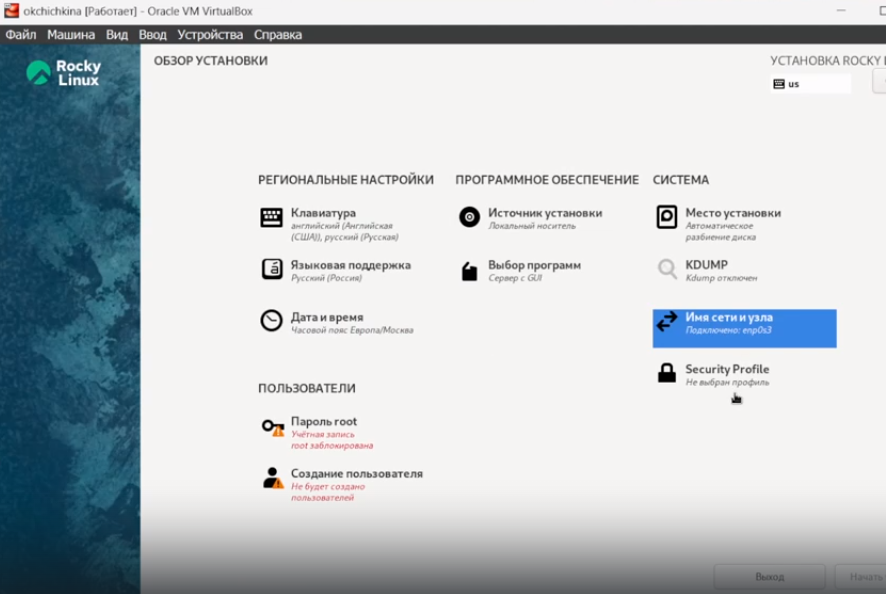 okchichkina [Работает] - Oracle VM VirtualBox
Файл Машина Вид Ввод Устройства Справка
Rocky
Linux
ОБЗОР УСТАНОВКИ
УСТАНОВКА ROCKY
us
РЕГИОНАЛЬНЫЕ НАСТРОЙКИ
Клавиатура
английский (Английская
(США)), русский (Русская)
Языковая поддержка
Русский (Россия)
Дата и время
Часовой пояс Европа/Москва
ПРОГРАММНОЕ ОБЕСПЕЧЕНИЕ
Источник установки
Локальный носитель
Выбор программ
Сервер с GUI
СИСТЕМА
Место установки
Автоматическое
разбиение диска
KDUMP
Kdump отключен
Имя сети и узла
Подключено: enp0s3
Security Profile
Не выбран профиль
ПОЛЬЗОВАТЕЛИ
Пароль root
Учётная запись
root заблокирована
Создание пользователя
Не будет создано
пользователей
Выход
Начать